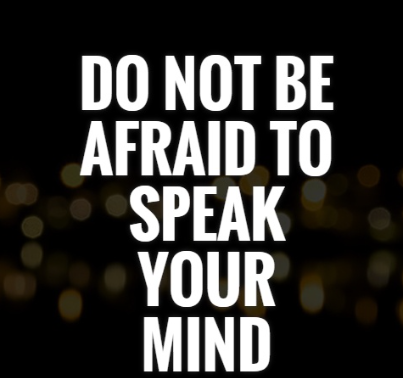 DO NOT BE
AFRAID TO
SPEAK
YOUR
MIND